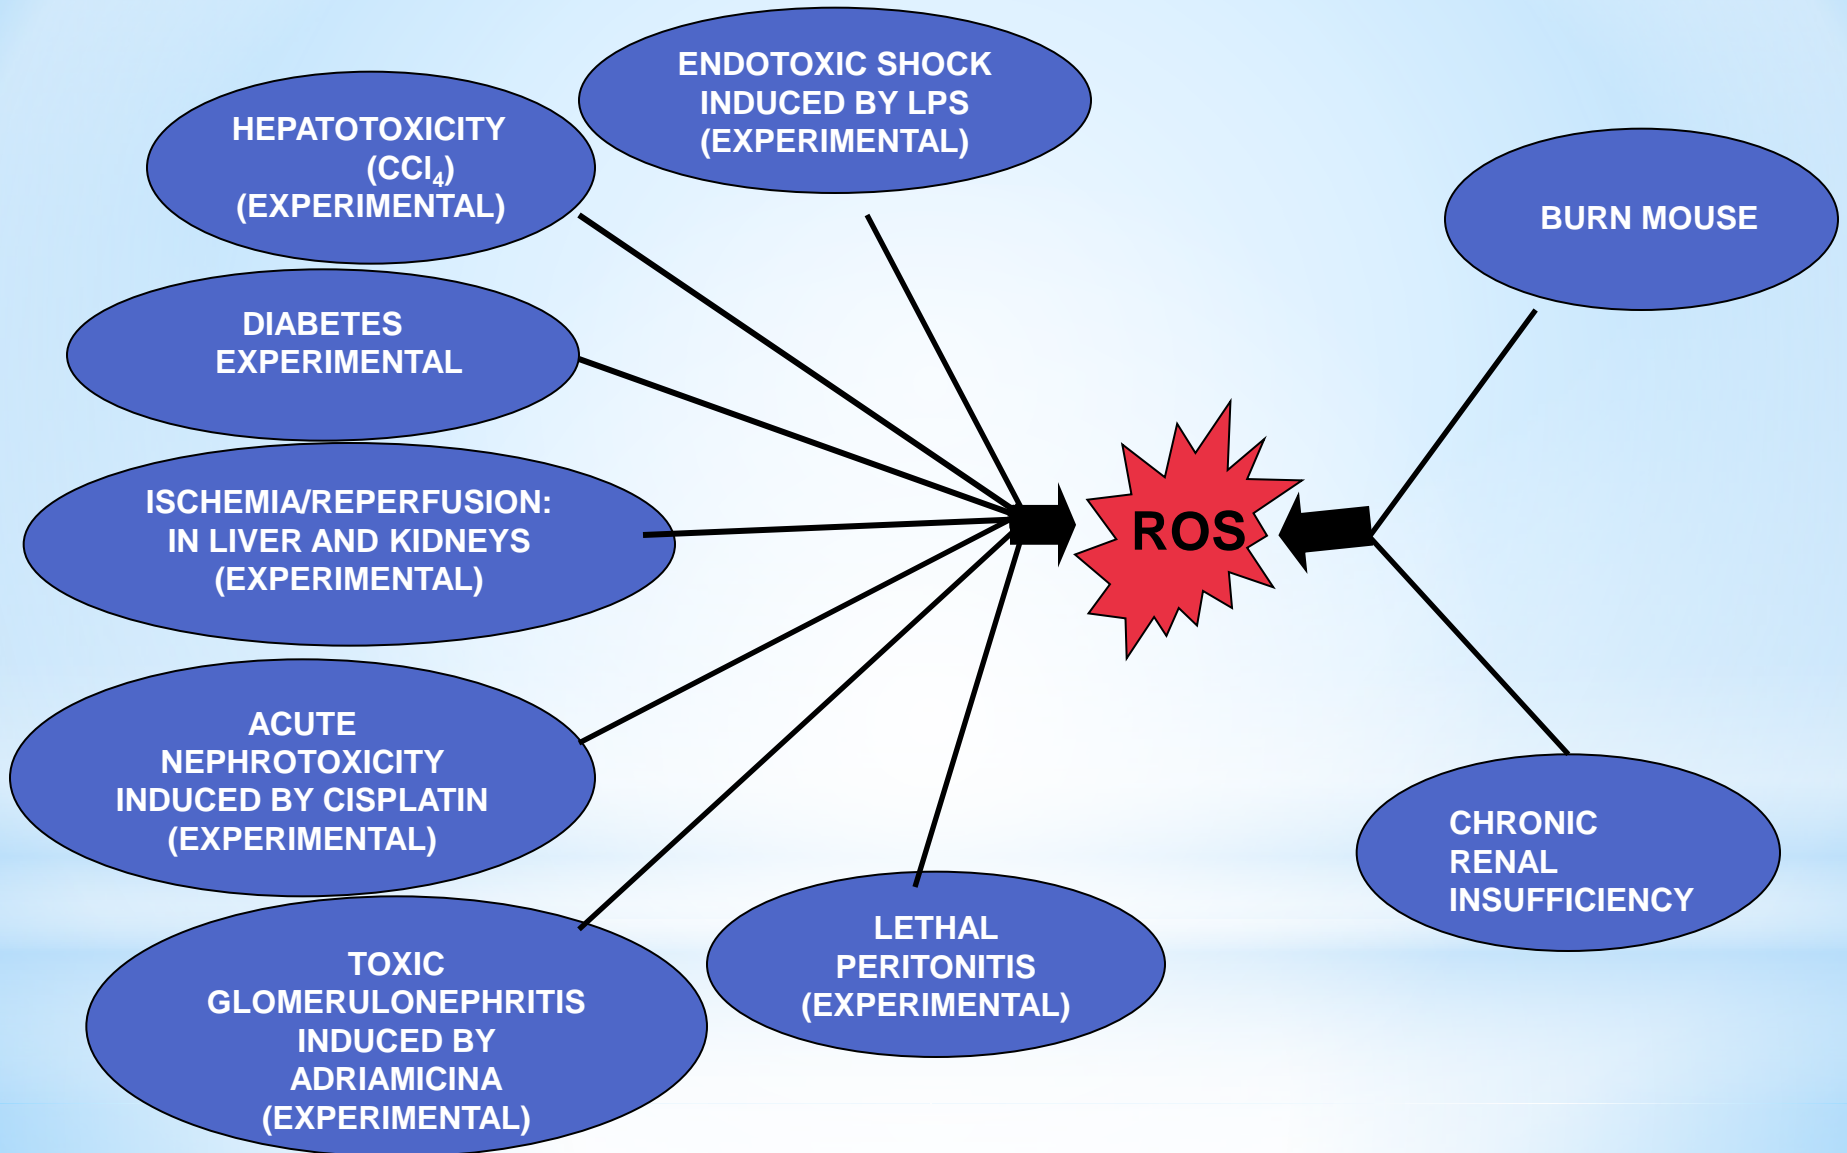 ENDOTOXIC SHOCK
INDUCED BY LPS
(EXPERIMENTAL)
HEPATOTOXICITY
(CCl₄)
(EXPERIMENTAL)
BURN MOUSE
DIABETES
EXPERIMENTAL
ISCHEMIA/REPERFUSION:
IN LIVER AND KIDNEYS
(EXPERIMENTAL)
ROS
ACUTE
NEPHROTOXICITY
INDUCED BY CISPLATIN
(EXPERIMENTAL)
CHRONIC
RENAL
INSUFFICIENCY
TOXIC
GLOMERULONEPHRITIS
INDUCED BY
ADRIAMICINA
(EXPERIMENTAL)
LETHAL
PERITONITIS
(EXPERIMENTAL)